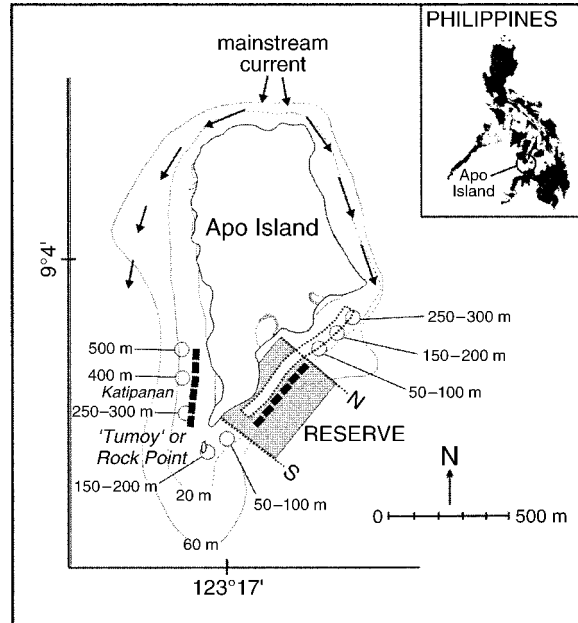 PHILIPPINES
Apo
Island
mainstream
current
Apo Island
9°4'
250–300 m
150–200 m
50–100 m
500 m
400 m
Katipanan
250–300 m
'Tumoy' or
Rock Point
150–200 m
N
RESERVE
S
20 m
50–100 m
60 m
N
0
500 m
123°17'